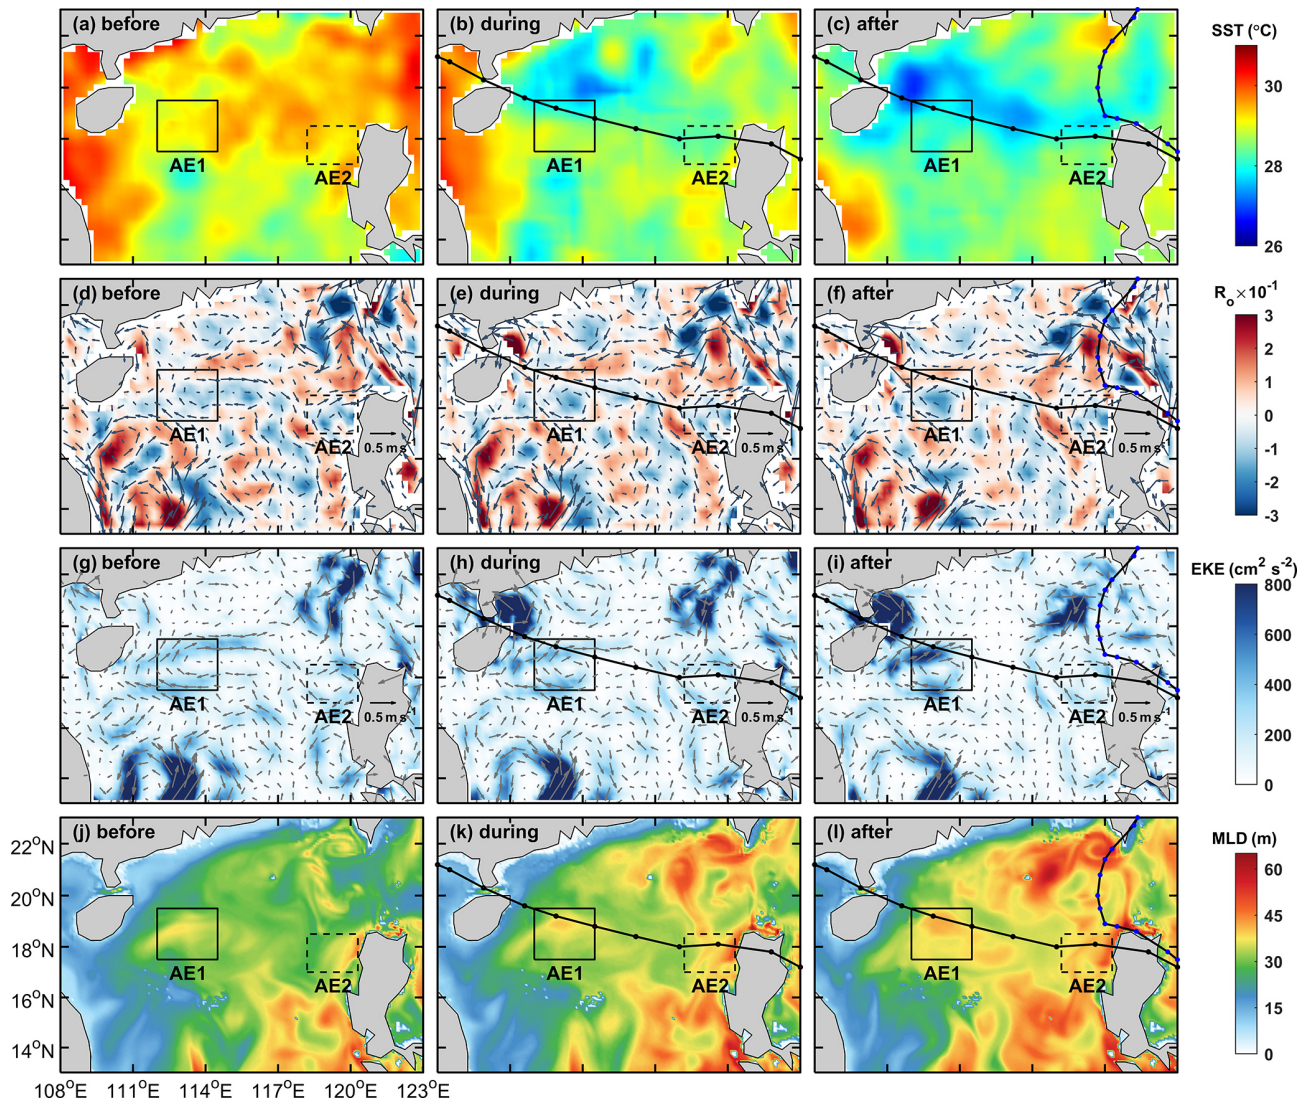 (a) before
(b) during
(c) after
SST (°C)
AE1
AE2
AE1
AE2
AE1
AE2
30
29
28
27
26
(d) before
(e) during
(f) after
Ro×10-1
AE1
AE2
0.5 m s
AE1
AE2
0.5 m s-1
AE1
AE2
0.5 m s-1
3
2
1
0
-1
-2
-3
(g) before
(h) during
(i) after
EKE (cm2 s-2)
AE1
AE2
0.5 m s-1
AE1
AE2
0.5 m s-1
AE1
AE2
0.5 m s-1
800
600
400
200
0
(j) before
(k) during
(l) after
MLD (m)
AE1
AE2
AE1
AE2
AE1
AE2
60
45
30
15
0
22°N
20°N
18°N
16°N
14°N
108°E
111°E
114°E
117°E
120°E
123°E